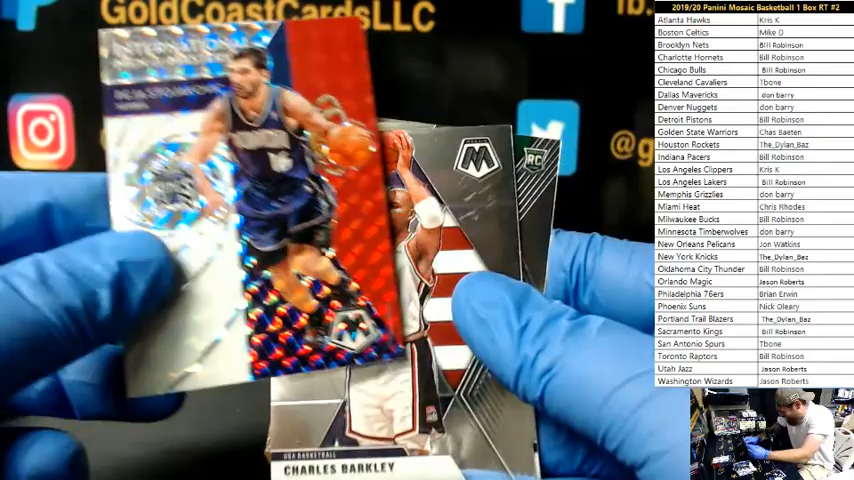 GoldCoastCardsLLC
fb.
@g
RC
USA BASKETBALL
CHARLES BARKLEY
16
2019/20 Panini Mosaic Basketball 1 Box RT #2
Atlanta Hawks Kris K
Boston Celtics Mike D
Brooklyn Nets Bill Robinson
Charlotte Hornets Bill Robinson
Chicago Bulls Bill Robinson
Cleveland Cavaliers Tbone
Dallas Mavericks don barry
Denver Nuggets don barry
Detroit Pistons Bill Robinson
Golden State Warriors Chas Baeten
Houston Rockets The_Dylan_Baz
Indiana Pacers Bill Robinson
Los Angeles Clippers Kris K
Los Angeles Lakers Bill Robinson
Memphis Grizzlies don barry
Miami Heat Chris Rhodes
Milwaukee Bucks Bill Robinson
Minnesota Timberwolves don barry
New Orleans Pelicans Jon Watkins
New York Knicks The_Dylan_Baz
Oklahoma City Thunder Bill Robinson
Orlando Magic Jason Roberts
Philadelphia 76ers Brian Erwin
Phoenix Suns Nick Oleary
Portland Trail Blazers The_Dylan_Baz
Sacramento Kings Bill Robinson
San Antonio Spurs Tbone
Toronto Raptors Bill Robinson
Utah Jazz Jason Roberts
Washington Wizards Jason Roberts